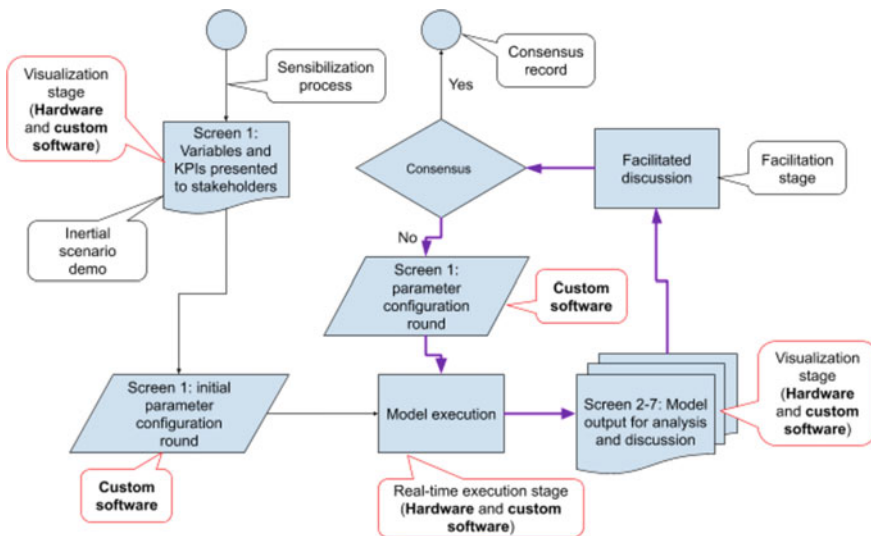 Visualization
stage
(Hardware
and custom
software)
Sensibilization
process
Consensus
record
Yes
Screen 1:
Variables and
KPIs presented
to stakeholders
Consensus
Facilitated
discussion
Facilitation
stage
Inertial
scenario
demo
No
Screen 1:
parameter
configuration
round
Custom
software
Screen 1: initial
parameter
configuration
round
Model execution
Screen 2-7: Model
output for analysis
and discussion
Visualization
stage
(Hardware
and custom
software)
Custom
software
Real-time execution stage
(Hardware and custom
software)